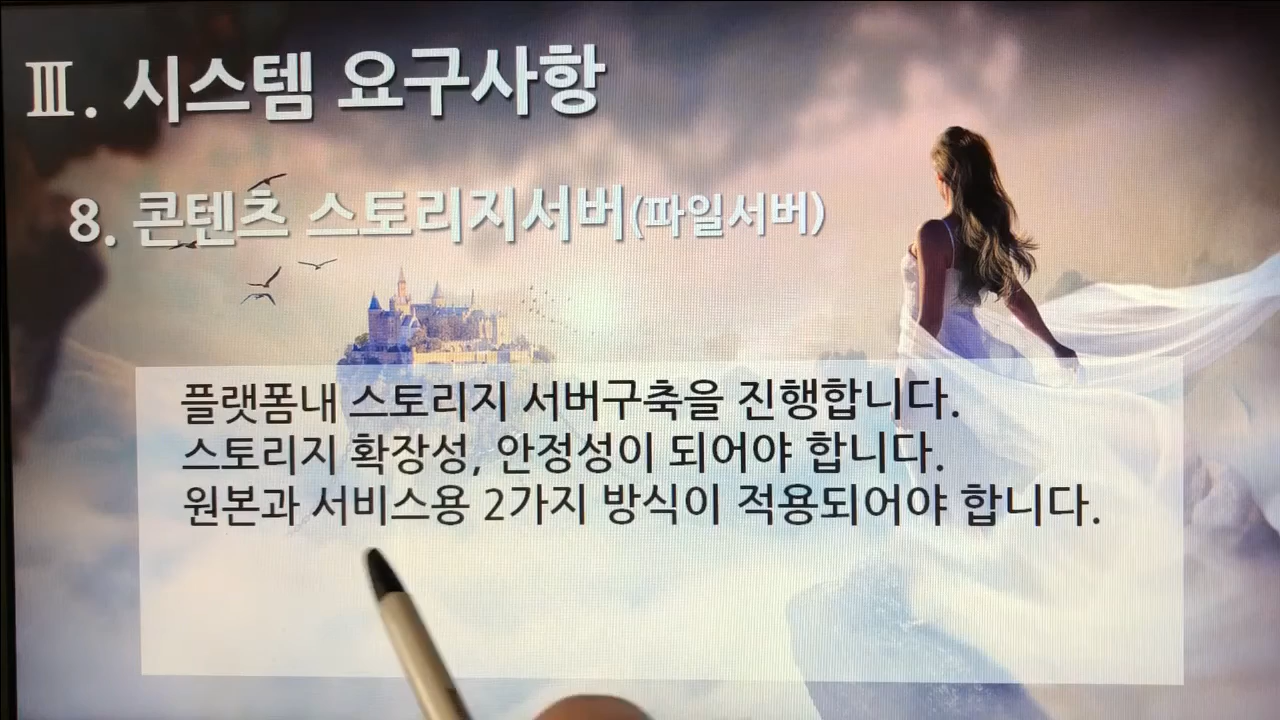 Ⅲ. 시스템 요구사항
8. 콘텐츠 스토리지서버(파일서버)
플랫폼내 스토리지 서버구축을 진행합니다.
스토리지 확장성, 안정성이 되어야 합니다.
원본과 서비스용 2가지 방식이 적용되어야 합니다.